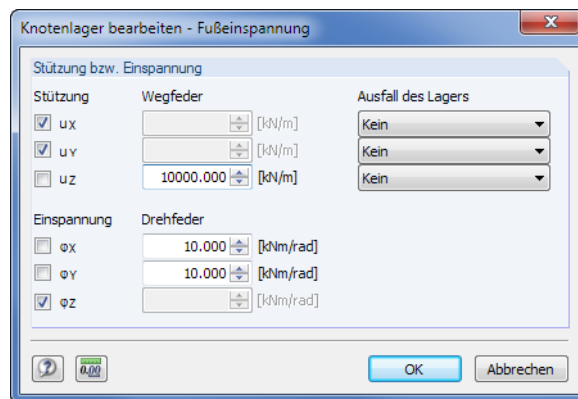 Knotenlager bearbeiten - Fußeinspannung
Stützung bzw. Einspannung
Stützung Wegfeder Ausfall des Lagers
uX [kN/m] Kein
uY [kN/m] Kein
uZ 10000.000 [kN/m] Kein
Einspannung Drehfeder
φX 10.000 [kNm/rad]
φY 10.000 [kNm/rad]
φZ [kNm/rad]
0.00 OK Abbrechen